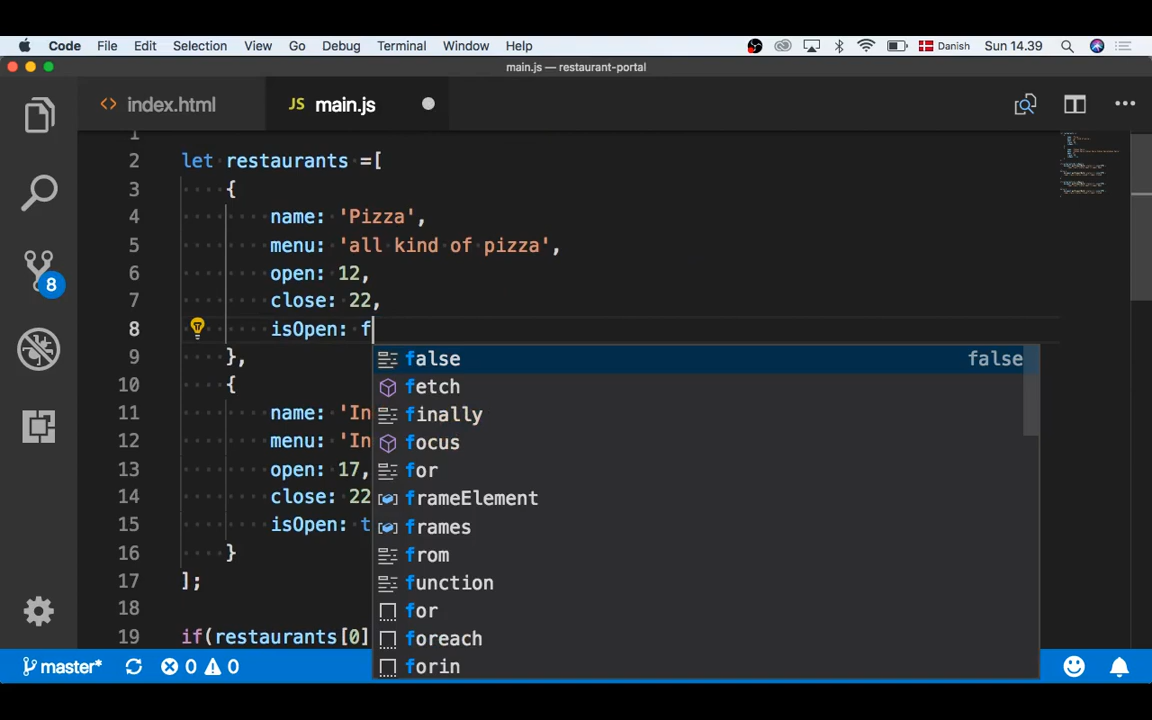 Code File Edit Selection View Go Debug Terminal Window Help Danish Sun 14.39
main.js — restaurant-portal
index.html JS main.js
1
2 let restaurants =[
3 {
4 name: 'Pizza',
5 menu: 'all kind of pizza',
6 open: 12,
7 close: 22,
8 isOpen: f
9 },
10 {
11 name: 'In
12 menu: 'In
13 open: 17,
14 close: 22
15 isOpen: t
16 }
17 ];
18
19 if(restaurants[0]
false false
fetch
finally
focus
for
frameElement
frames
from
function
for
foreach
forin
8
master* 0 0